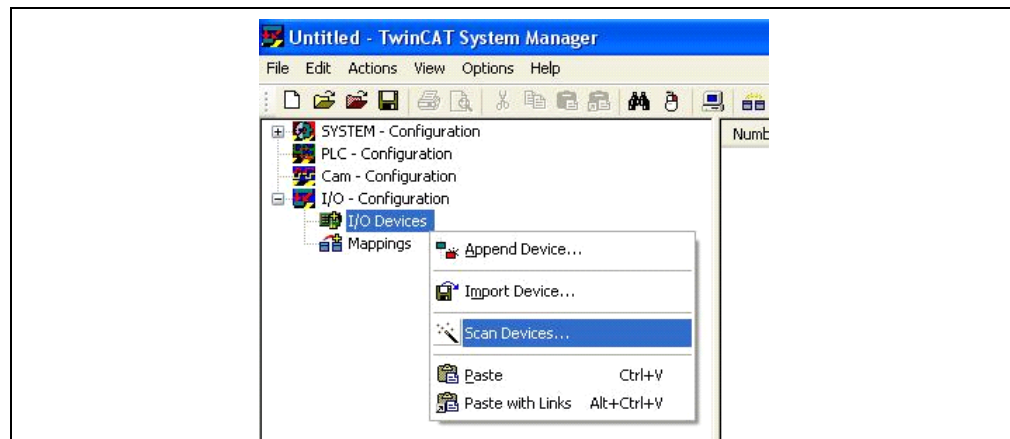 Untitled - TwinCAT System Manager
File Edit Actions View Options Help
SYSTEM - Configuration
Numb
PLC - Configuration
Cam - Configuration
I/O - Configuration
I/O Devices
Mappings
Append Device...
Import Device...
Scan Devices...
Paste Ctrl+V
Paste with Links Alt+Ctrl+V